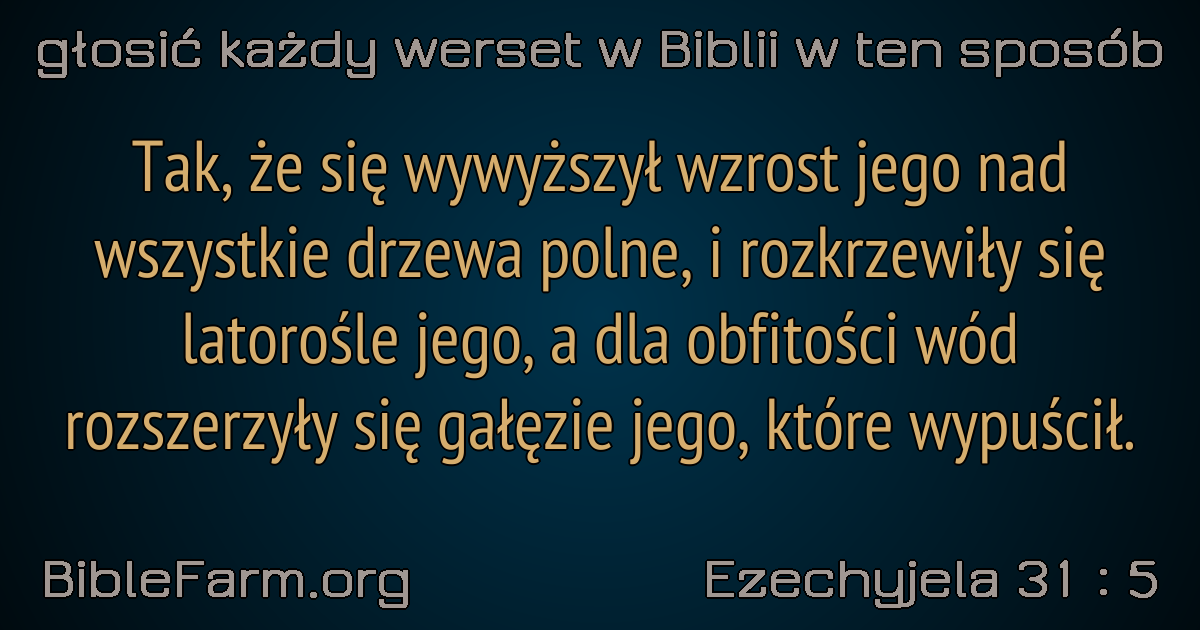 głosić każdy werset w Biblii w ten sposób
Tak, że się wywyższył wzrost jego nad
wszystkie drzewa polne, i rozkrzewiły się
latorośle jego, a dla obfitości wód
rozszerzyły się gałęzie jego, które wypuścił.
BibleFarm.org
Ezechyjela 31 : 5